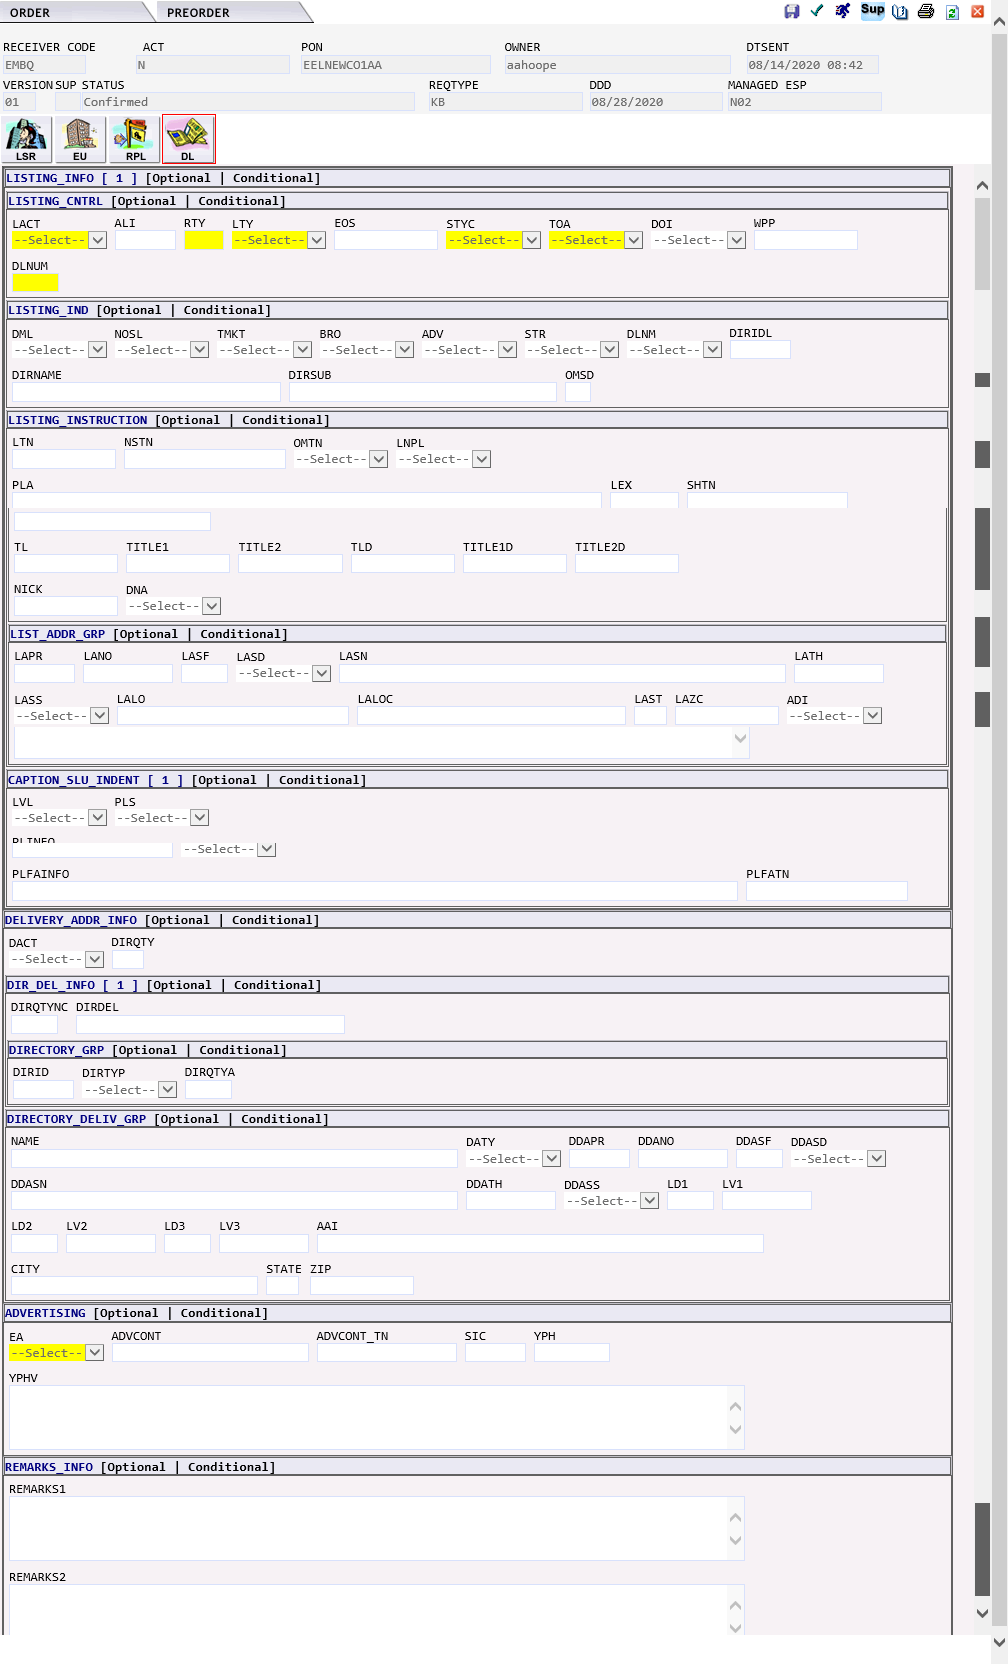 ORDER PREORDER Sup
RECEIVER CODE ACT PON OWNER DTSENT
EMBQ N EELNEWCO1AA aahoope 08/14/2020 08:42
VERSION SUP STATUS REQTYPE DDD MANAGED ESP
01 Confirmed KB 08/28/2020 N02
LSR EU RPL DL
LISTING_INFO [ 1 ] [Optional | Conditional]
LISTING_CNTRL [Optional | Conditional]
LACT ALI RTY LTY EOS STYC TOA DOI WPP
--Select-- --Select-- --Select-- --Select-- --Select--
DLNUM
LISTING_IND [Optional | Conditional]
DML NOSL TMKT BRO ADV STR DLNM DIRIDL
--Select-- --Select-- --Select-- --Select-- --Select-- --Select-- --Select--
DIRNAME DIRSUB OMSD
LISTING_INSTRUCTION [Optional | Conditional]
LTN NSTN OMTN LNPL
--Select-- --Select--
PLA LEX SHTN
TL TITLE1 TITLE2 TLD TITLE1D TITLE2D
NICK DNA
--Select--
LIST_ADDR_GRP [Optional | Conditional]
LAPR LANO LASF LASD LASN LATH
--Select--
LASS LALO LALOC LAST LAZC ADI
--Select-- --Select--
CAPTION_SLU_INDENT [ 1 ] [Optional | Conditional]
LVL PLS
--Select-- --Select--
PLINFO
--Select--
PLFAINFO PLFATN
DELIVERY_ADDR_INFO [Optional | Conditional]
DACT DIRQTY
--Select--
DIR_DEL_INFO [ 1 ] [Optional | Conditional]
DIRQTYNC DIRDEL
DIRECTORY_GRP [Optional | Conditional]
DIRID DIRTYP DIRQTYA
--Select--
DIRECTORY_DELIV_GRP [Optional | Conditional]
NAME DATY DDAPR DDANO DDASF DDASD
--Select-- --Select--
DDASN DDATH DDASS LD1 LV1
--Select--
LD2 LV2 LD3 LV3 AAI
CITY STATE ZIP
ADVERTISING [Optional | Conditional]
EA ADVCONT ADVCONT_TN SIC YPH
--Select--
YPHV
REMARKS_INFO [Optional | Conditional]
REMARKS1
REMARKS2